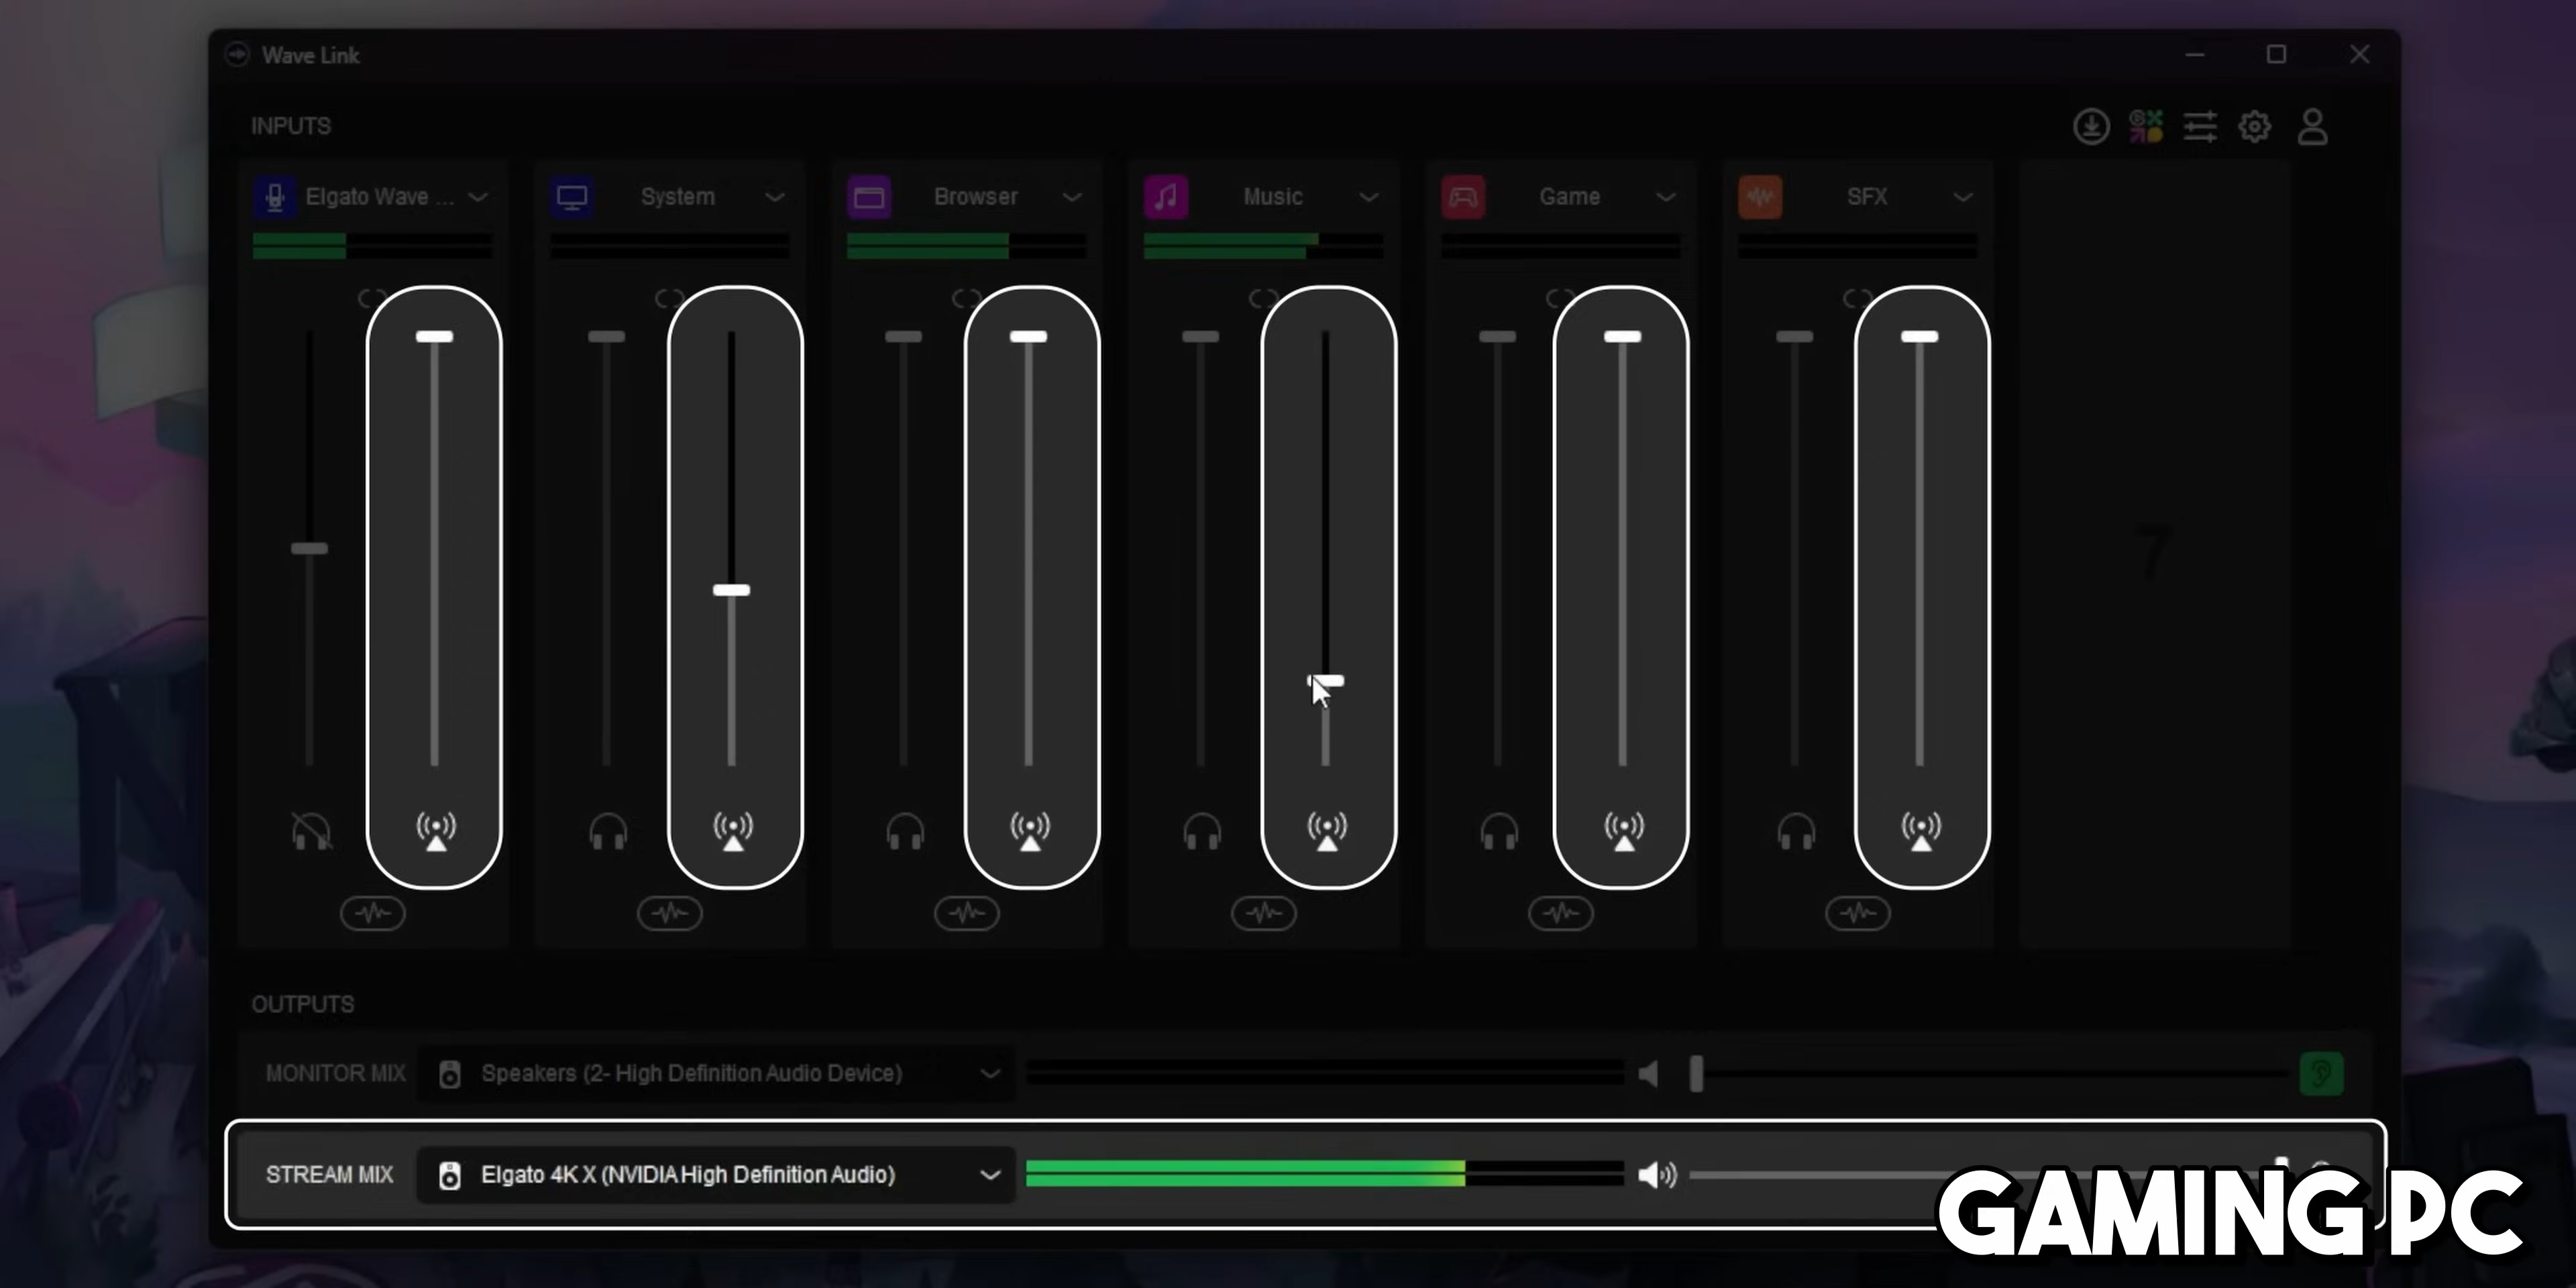 Wave Link
INPUTS
Elgato Wave ...
System
Browser
Music
Game
SFX
7
OUTPUTS
MONITOR MIX
Speakers (2- High Definition Audio Device)
STREAM MIX
Elgato 4K X (NVIDIA High Definition Audio)
GAMING PC